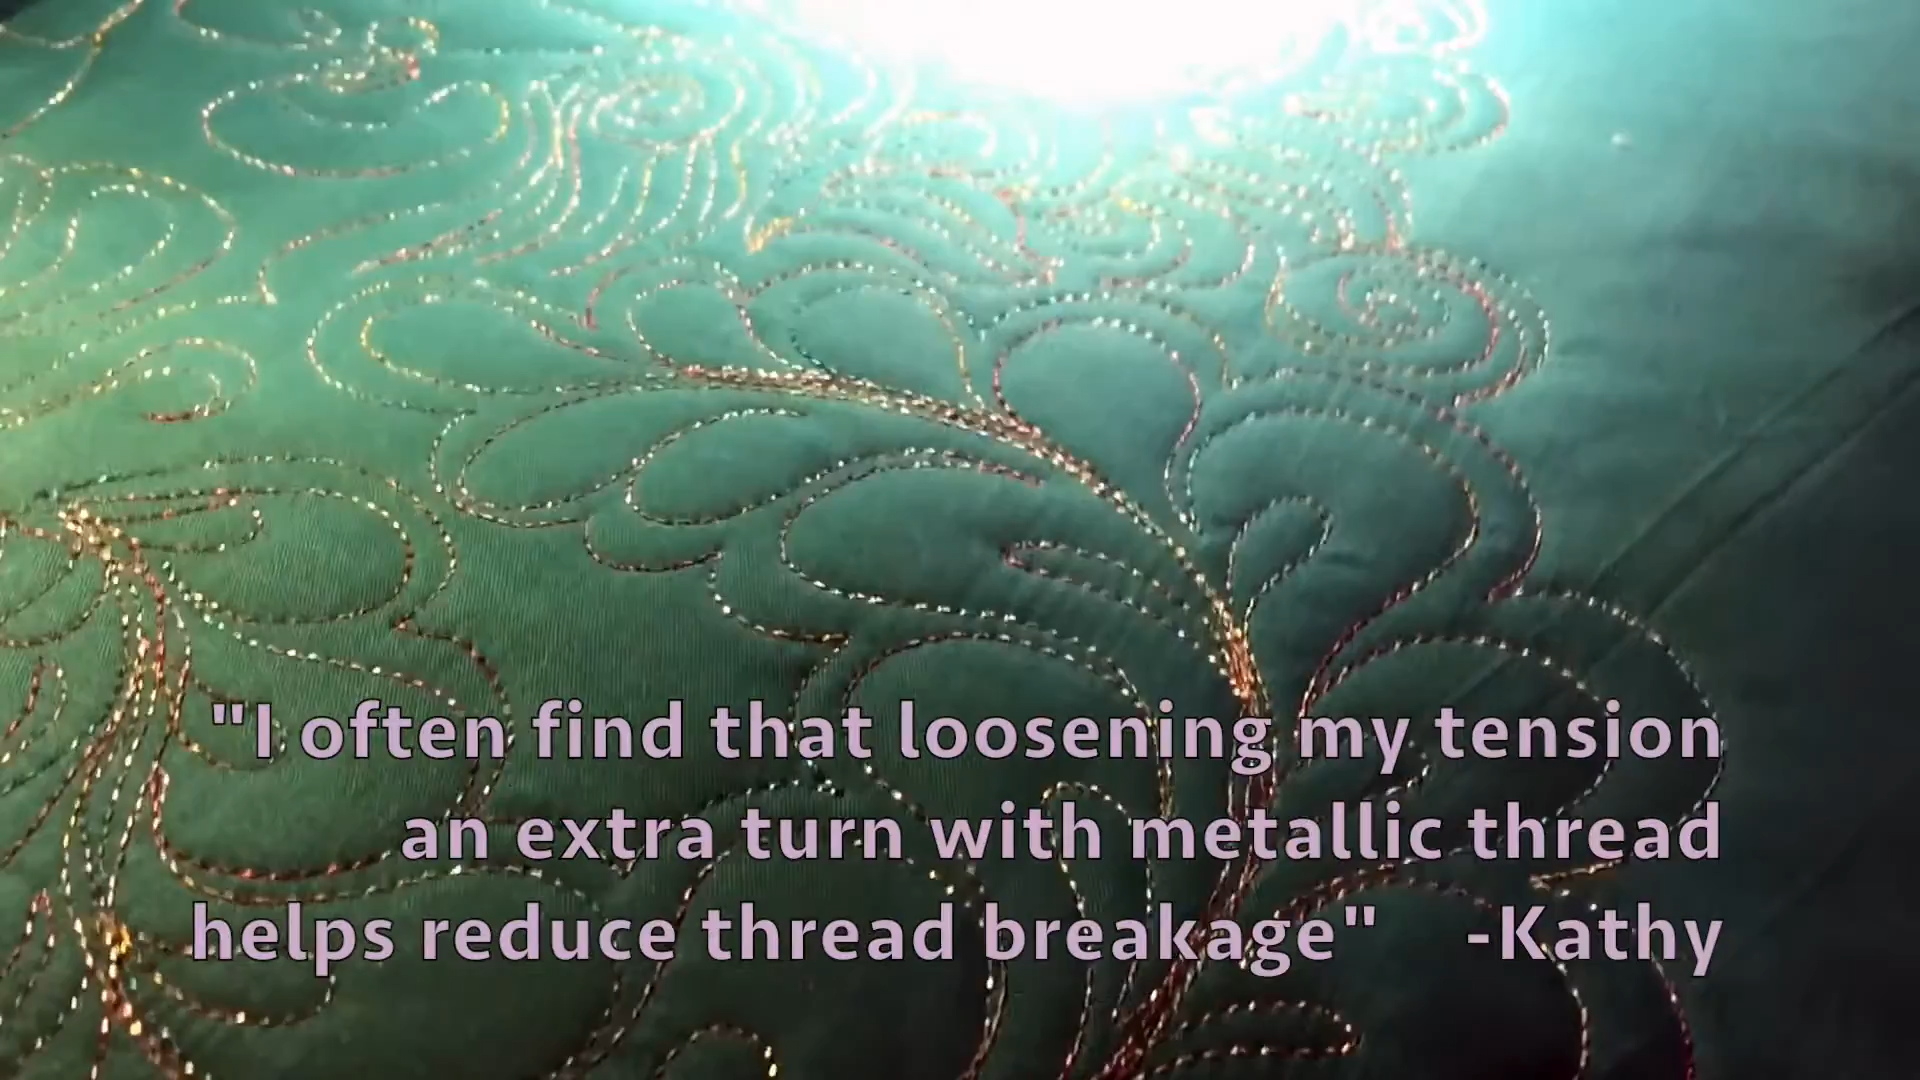 "I often find that loosening my tension
an extra turn with metallic thread
helps reduce thread breakage" -Kathy